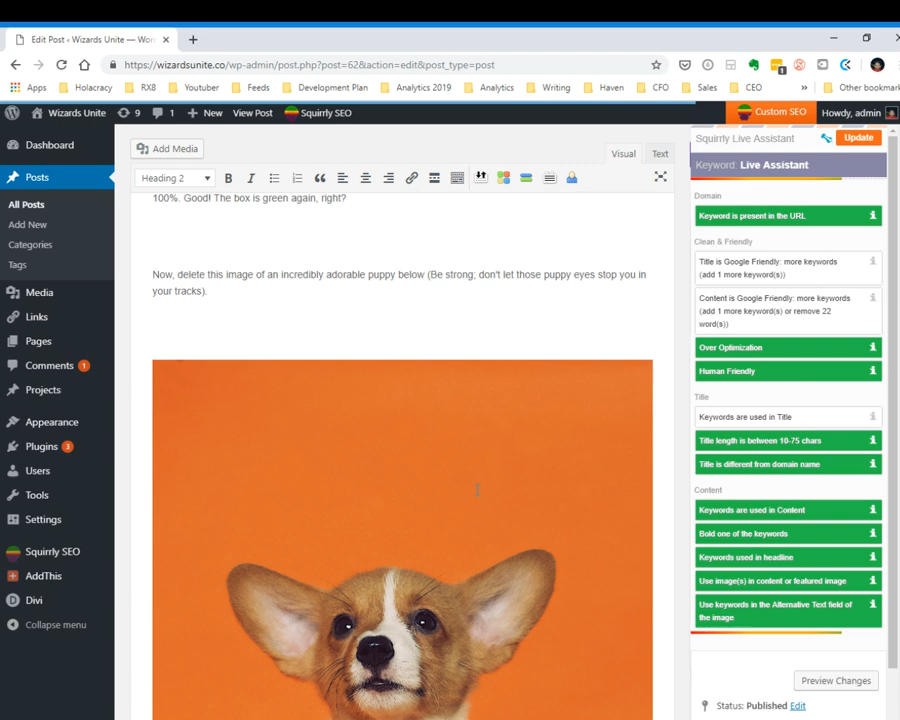 Edit Post ‹ Wizards Unite — Wor
https://wizardsunite.co/wp-admin/post.php?post=62&action=edit&post_type=post
1
Apps Holacracy RX8 Youtuber Feeds Development Plan Analytics 2019 Analytics Writing Haven CFO Sales CEO » Other bookmark
Wizards Unite 9 1 + New View Post Squirrly SEO Custom SEO Howdy, admin
Dashboard
Posts
All Posts
Add New
Categories
Tags
Media
Links
Pages
Comments 1
Projects
Appearance
Plugins 3
Users
Tools
Settings
Squirrly SEO
AddThis
Divi
Collapse menu
Add Media
Visual Text
Heading 2
100%. Good! The box is green again, right?
Now, delete this image of an incredibly adorable puppy below (Be strong; don't let those puppy eyes stop you in
your tracks).
Squirrly Live Assistant Update
Keyword: Live Assistant
Domain
Keyword is present in the URL
Clean & Friendly
Title is Google Friendly: more keywords
(add 1 more keyword(s))
Content is Google Friendly: more keywords
(add 1 more keyword(s) or remove 22
word(s))
Over Optimization
Human Friendly
Title
Keywords are used in Title
Title length is between 10-75 chars
Title is different from domain name
Content
Keywords are used in Content
Bold one of the keywords
Keywords used in headline
Use image(s) in content or featured image
Use keywords in the Alternative Text field of
the image
Preview Changes
Status: Published Edit